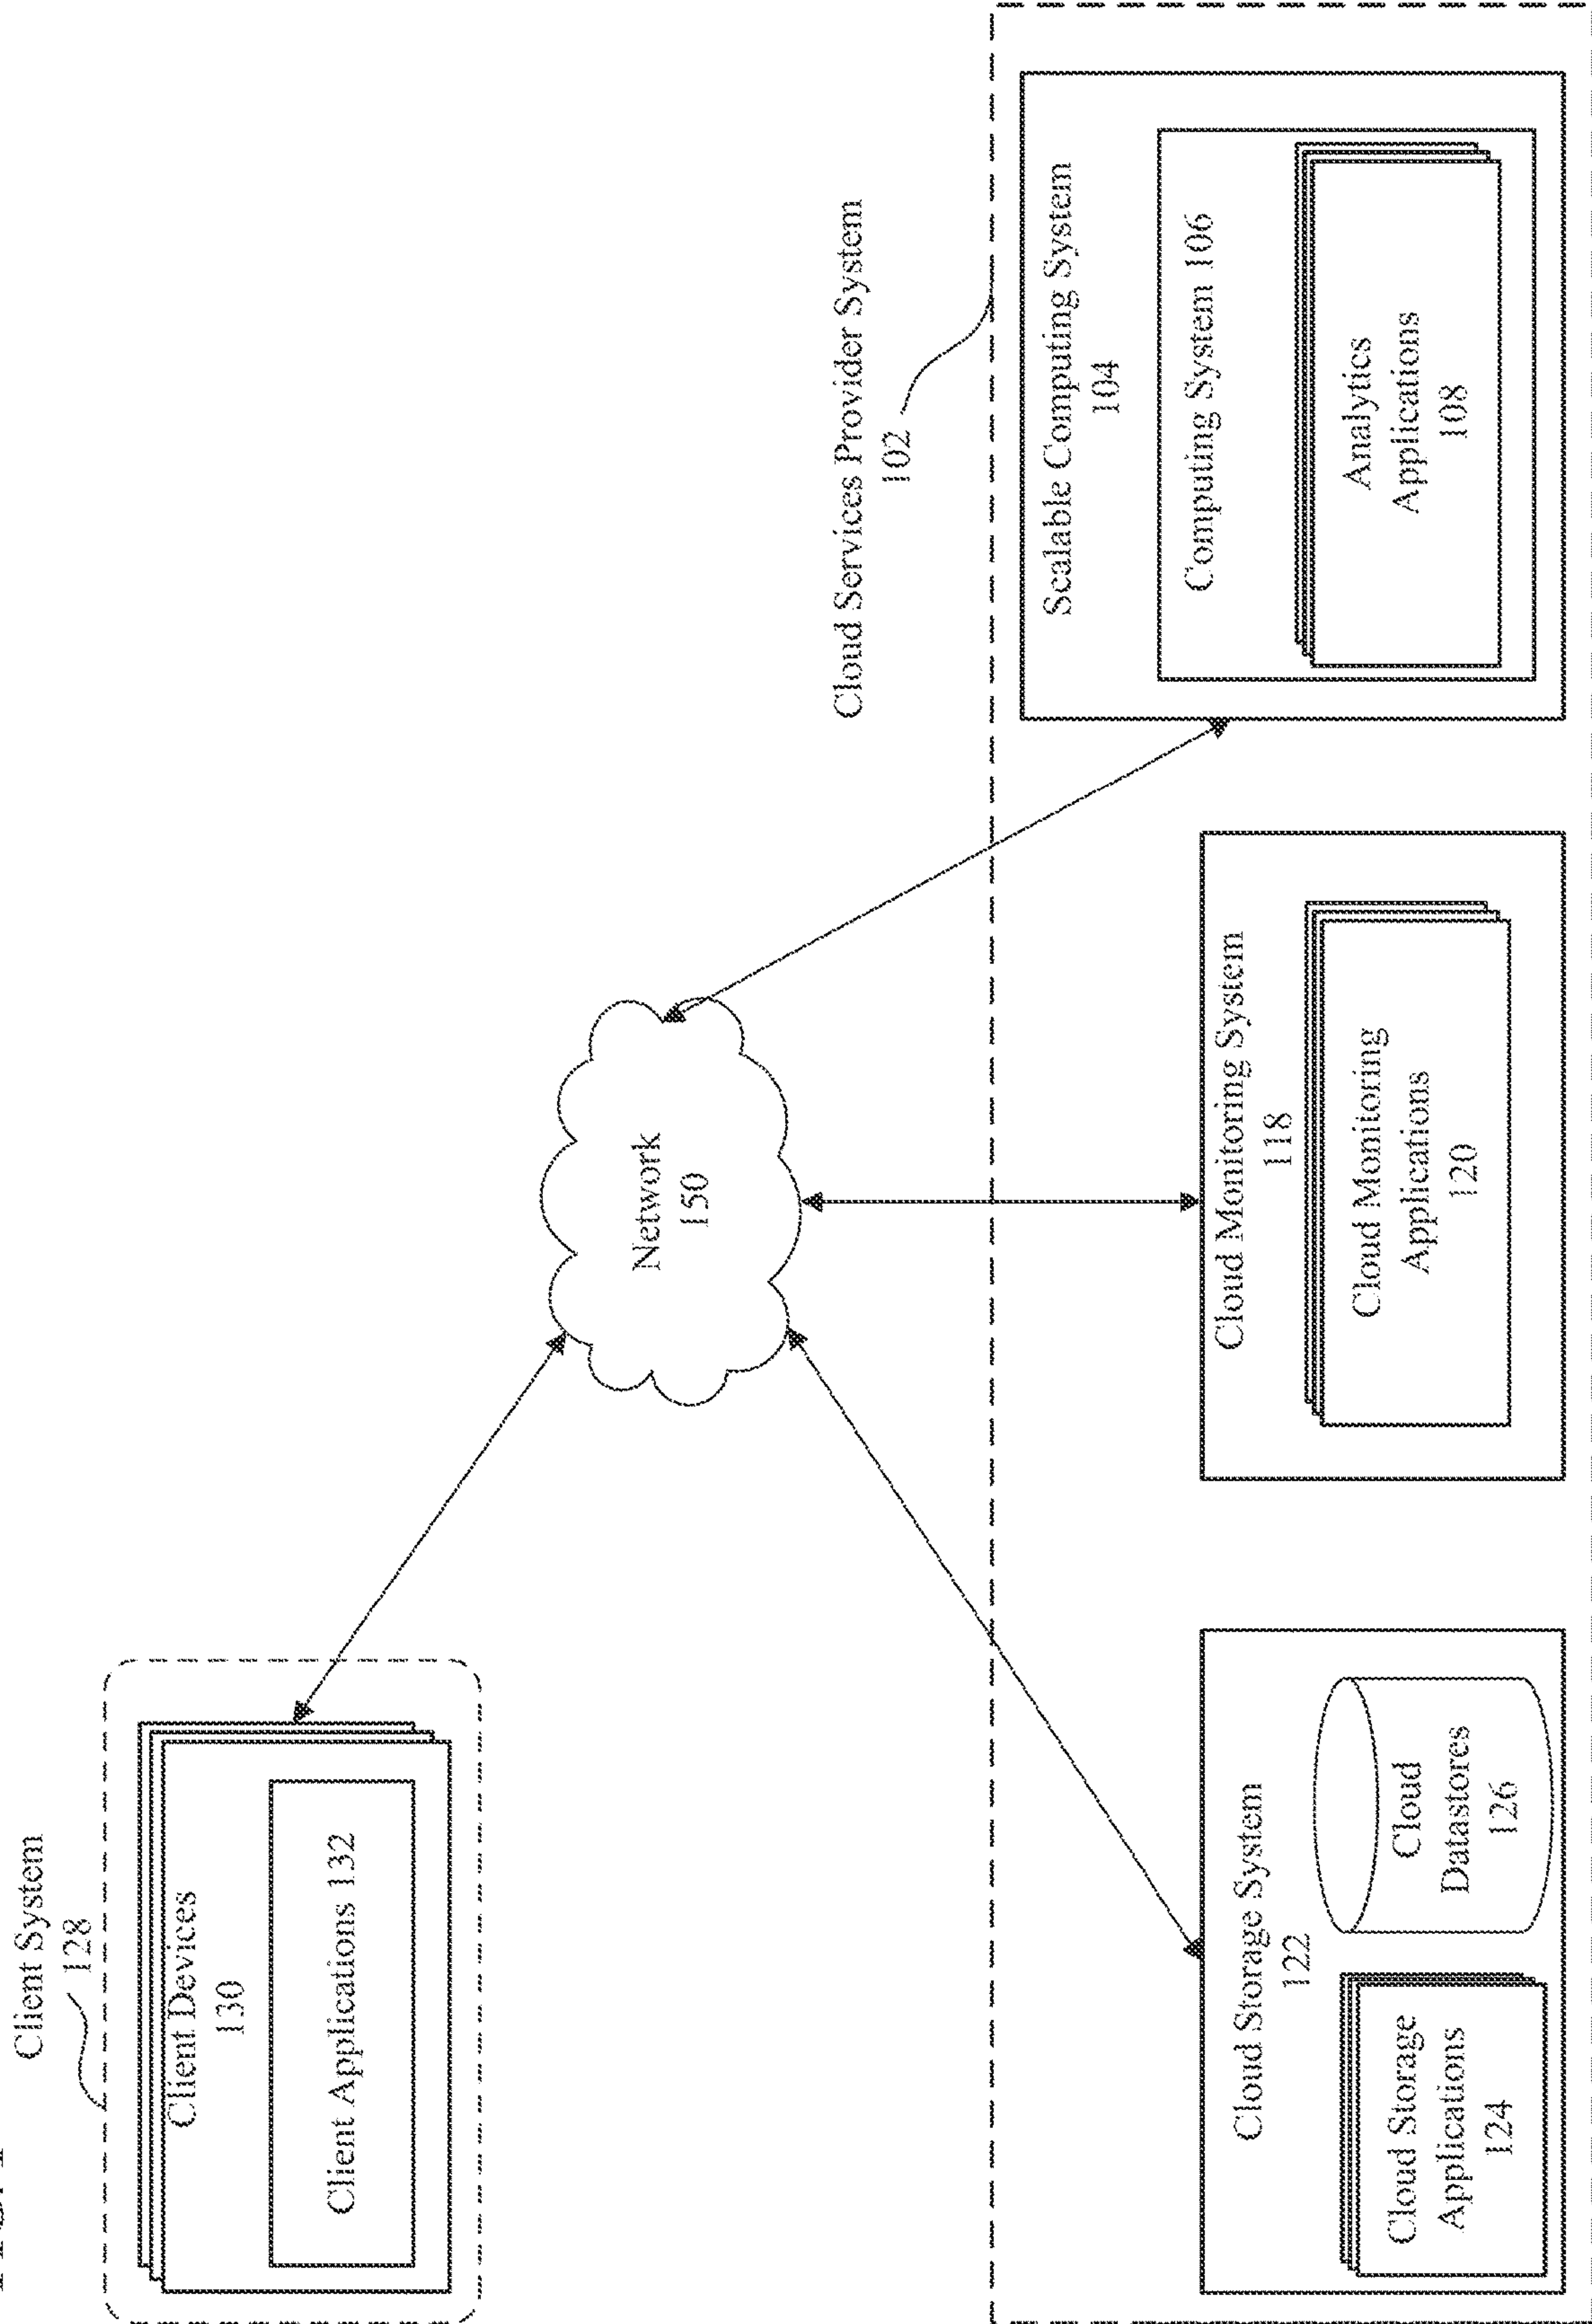 Client System
128
Client Devices
130
Client Applications 132
Network
150
Cloud Services Provider System
102
Cloud Storage System
122
Cloud Storage
Applications
124
Cloud
Datastores
126
Cloud Monitoring System
118
Cloud Monitoring
Applications
120
Scalable Computing System
104
Computing System 106
Analytics
Applications
108